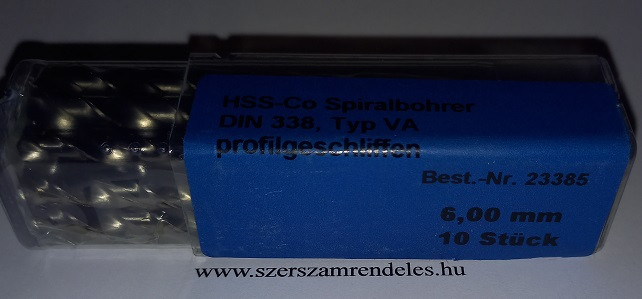 HSS-Co Spiralbohrer
DIN 338, Typ VA
profilgeschliffen
Best.-Nr. 23385
6,00 mm
10 Stück
www.szerszamrendeles.hu